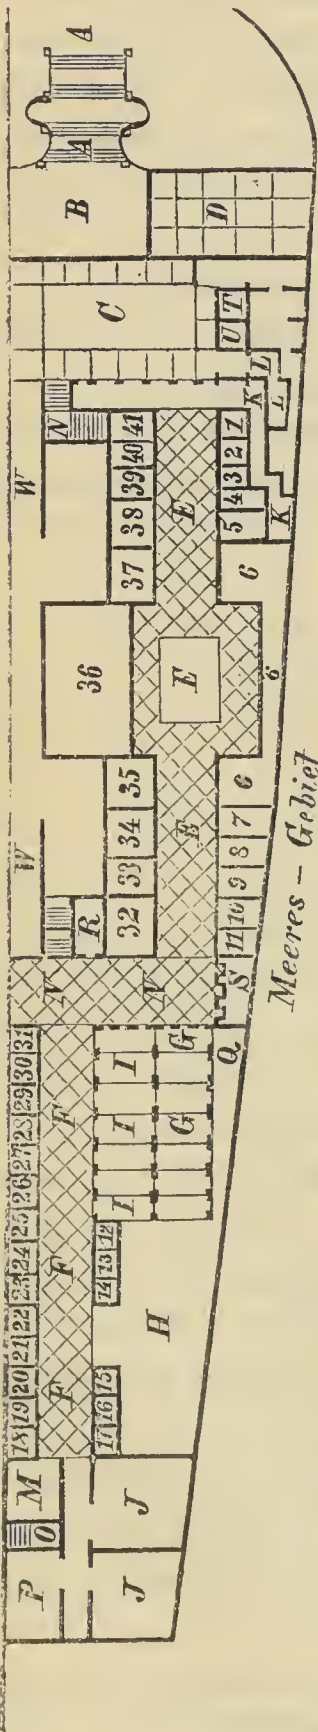 P O M 18 19 20 21 22 23 24 25 26 27 28 29 30 31 W W
F F F N N R 36 N
32 33 34 35 37 38 39 40 41 C B A A
17 16 15 14 13 12 I I I E E E
J J H G G S 11 10 9 8 7 6 6 5 4 3 2 1 U T D
Q 6 K K L L
Meeres – Gebiet